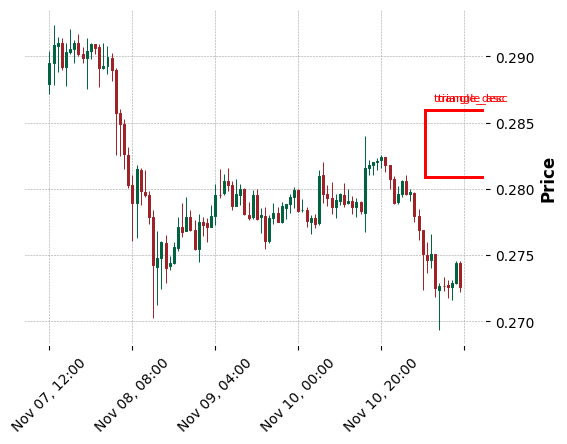 triangle_desc
0.290
0.285
0.280
0.275
0.270
Price
Nov 07, 12:00
Nov 08, 08:00
Nov 09, 04:00
Nov 10, 00:00
Nov 10, 20:00